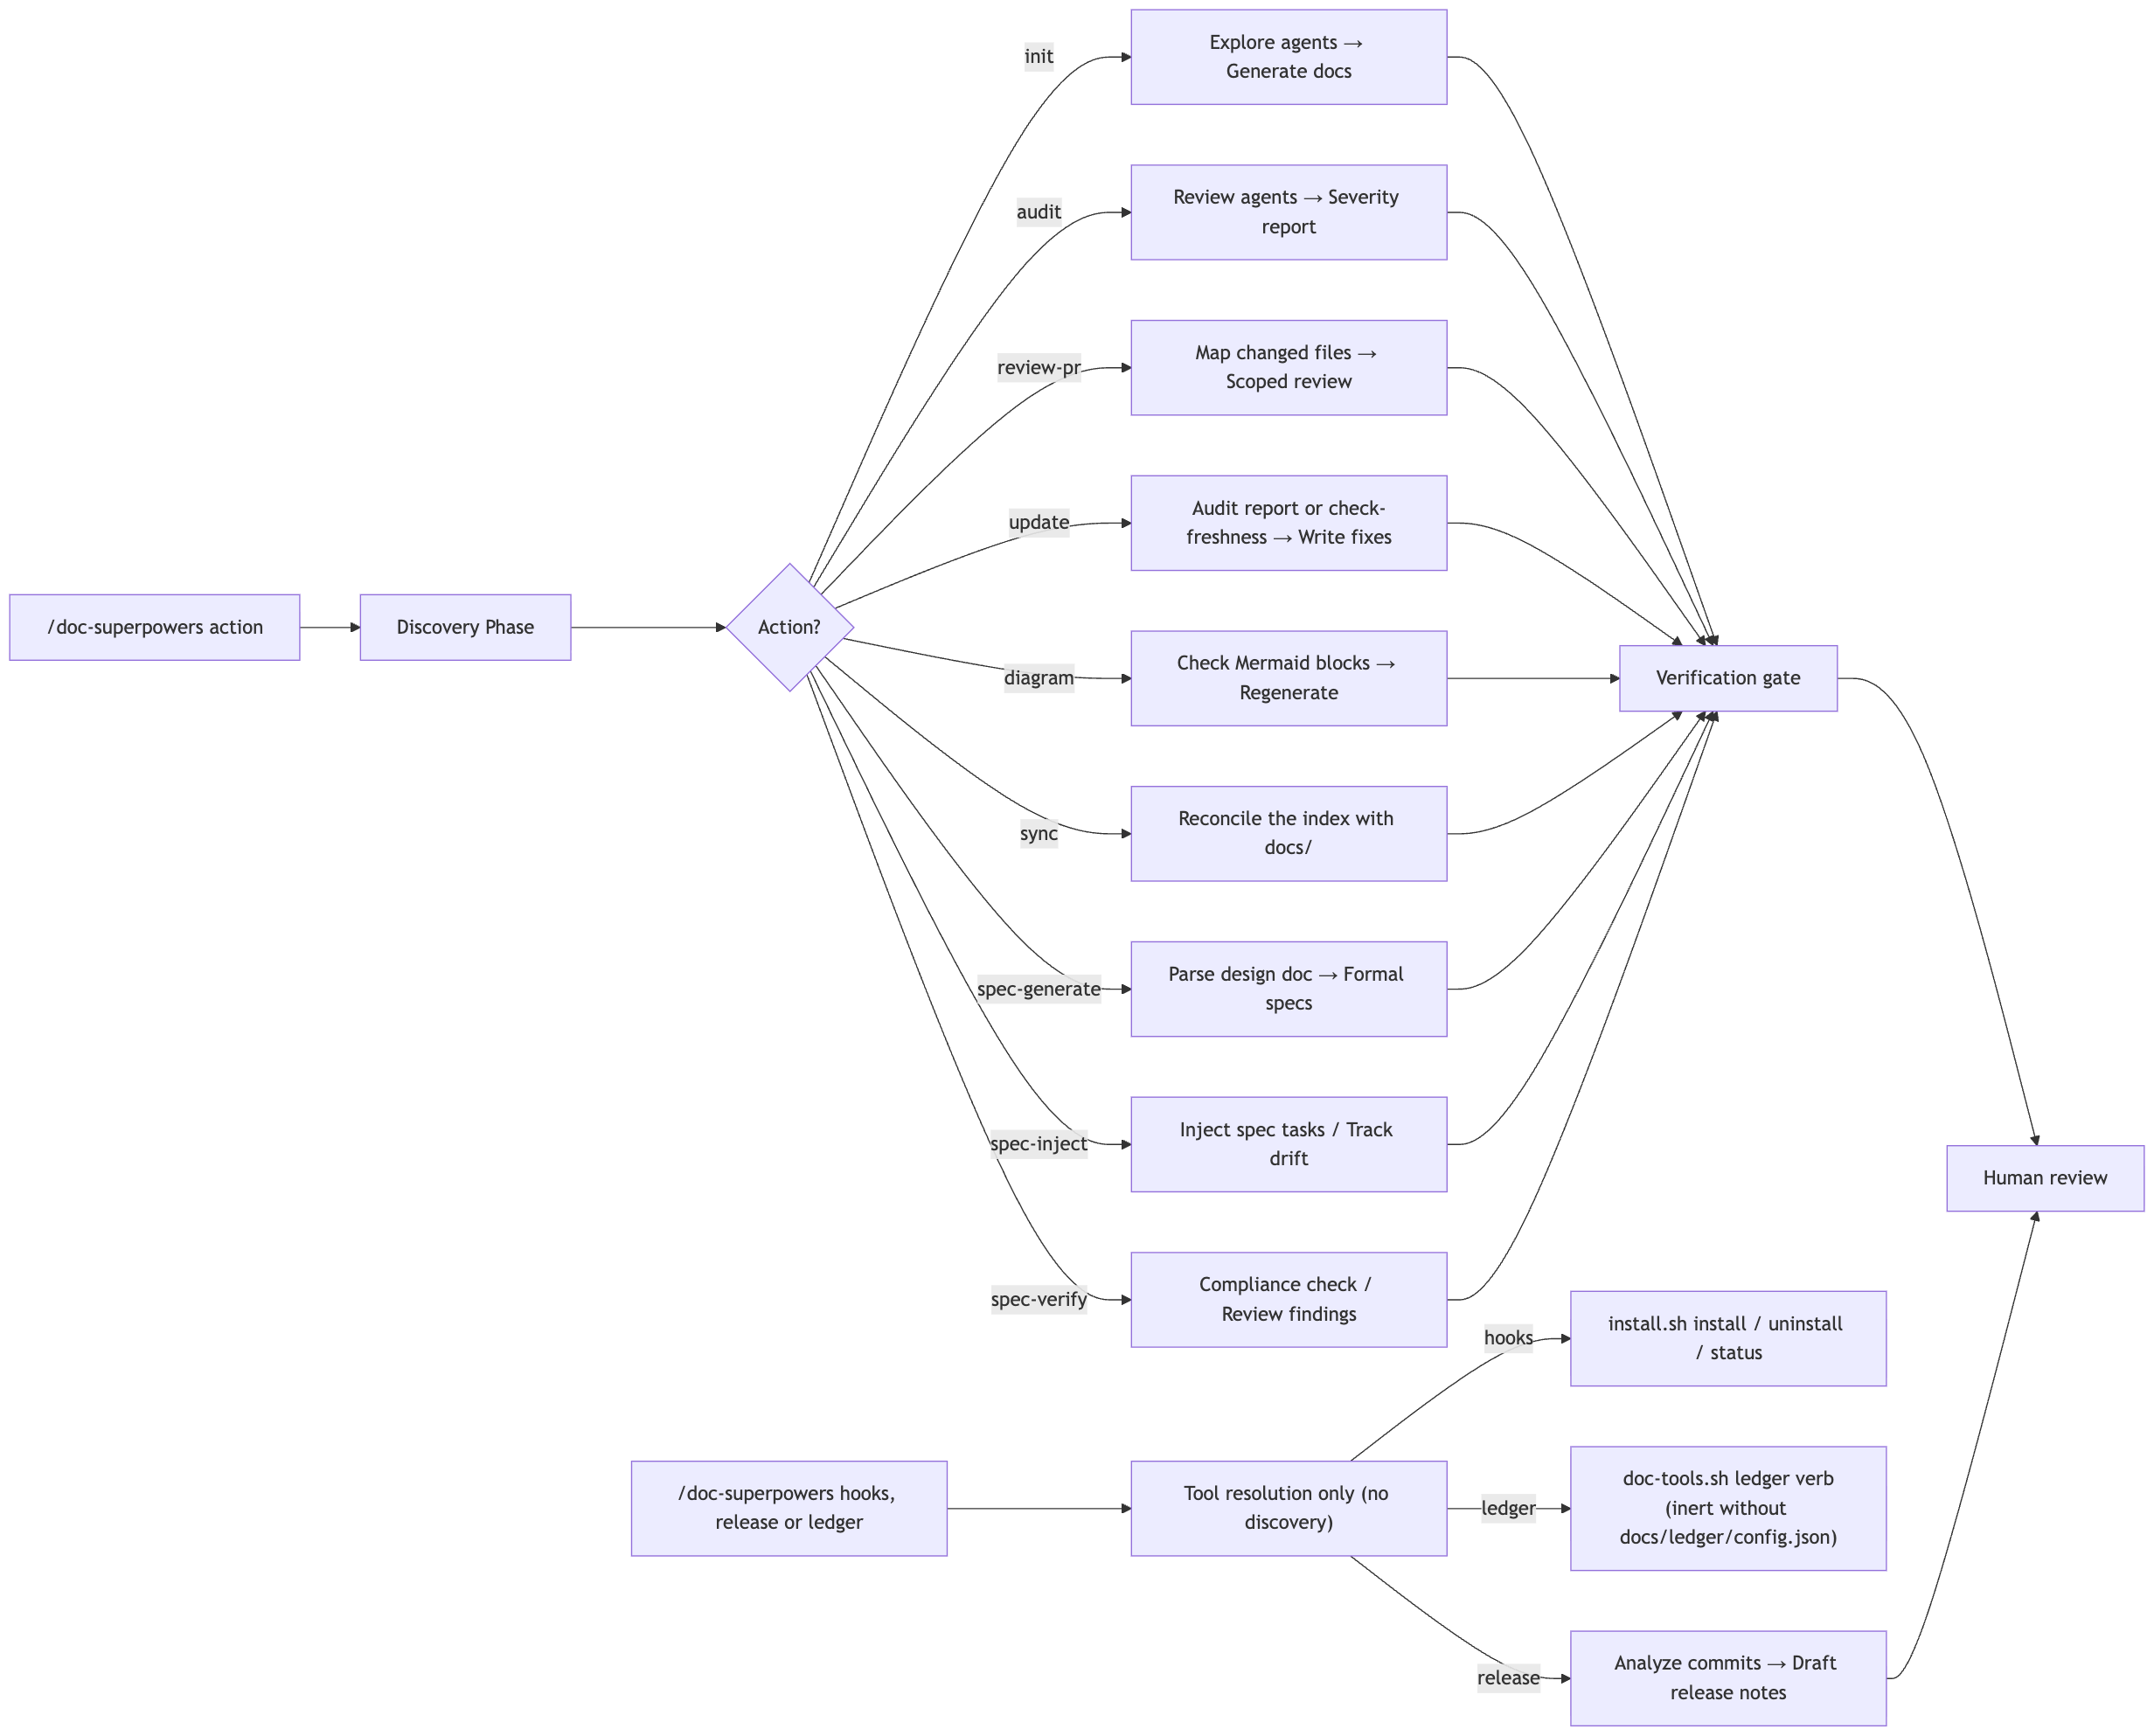 /doc-superpowers action
Discovery Phase
Action?
init
Explore agents →
Generate docs
audit
Review agents → Severity
report
review-pr
Map changed files →
Scoped review
update
Audit report or check-
freshness → Write fixes
diagram
Check Mermaid blocks →
Regenerate
sync
Reconcile the index with
docs/
spec-generate
Parse design doc → Formal
specs
spec-inject
Inject spec tasks / Track
drift
spec-verify
Compliance check /
Review findings
Verification gate
Human review
/doc-superpowers hooks,
release or ledger
Tool resolution only (no
discovery)
hooks
install.sh install / uninstall
/ status
ledger
doc-tools.sh ledger verb
(inert without
docs/ledger/config.json)
release
Analyze commits → Draft
release notes